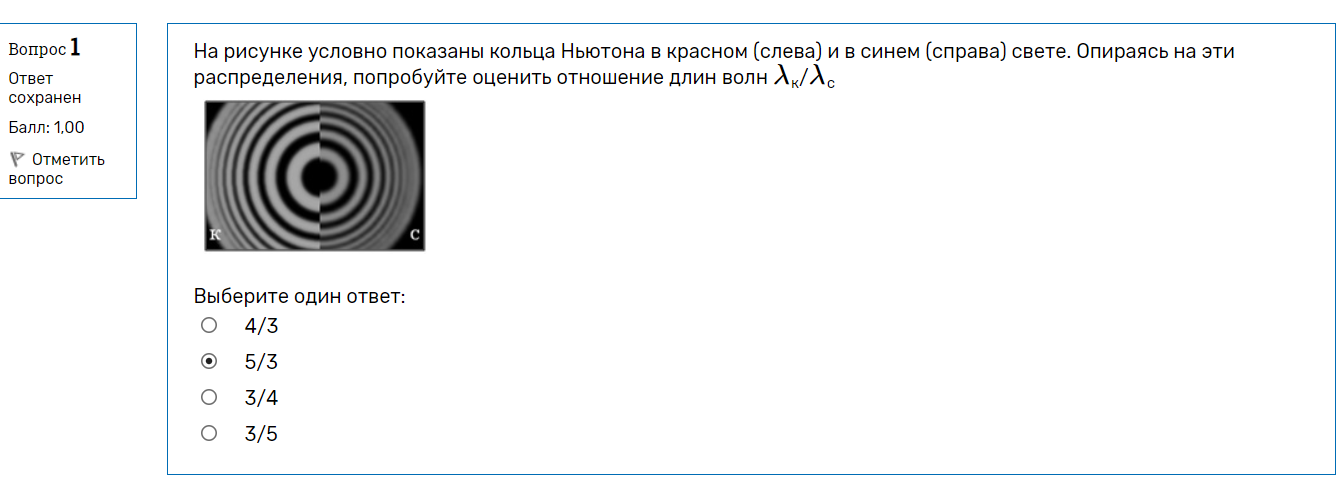 Вопрос 1
Ответ
сохранен
Балл: 1,00
Отметить
вопрос
На рисунке условно показаны кольца Ньютона в красном (слева) и в синем (справа) свете. Опираясь на эти
распределения, попробуйте оценить отношение длин волн λк/λс
К С
Выберите один ответ:
4/3
5/3
3/4
3/5